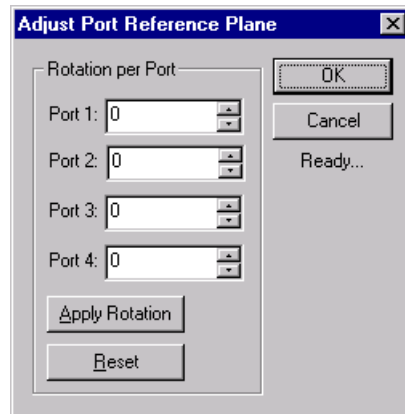 Adjust Port Reference Plane
Rotation per Port
OK
Port 1: 0
Cancel
Port 2: 0
Ready...
Port 3: 0
Port 4: 0
Apply Rotation
Reset